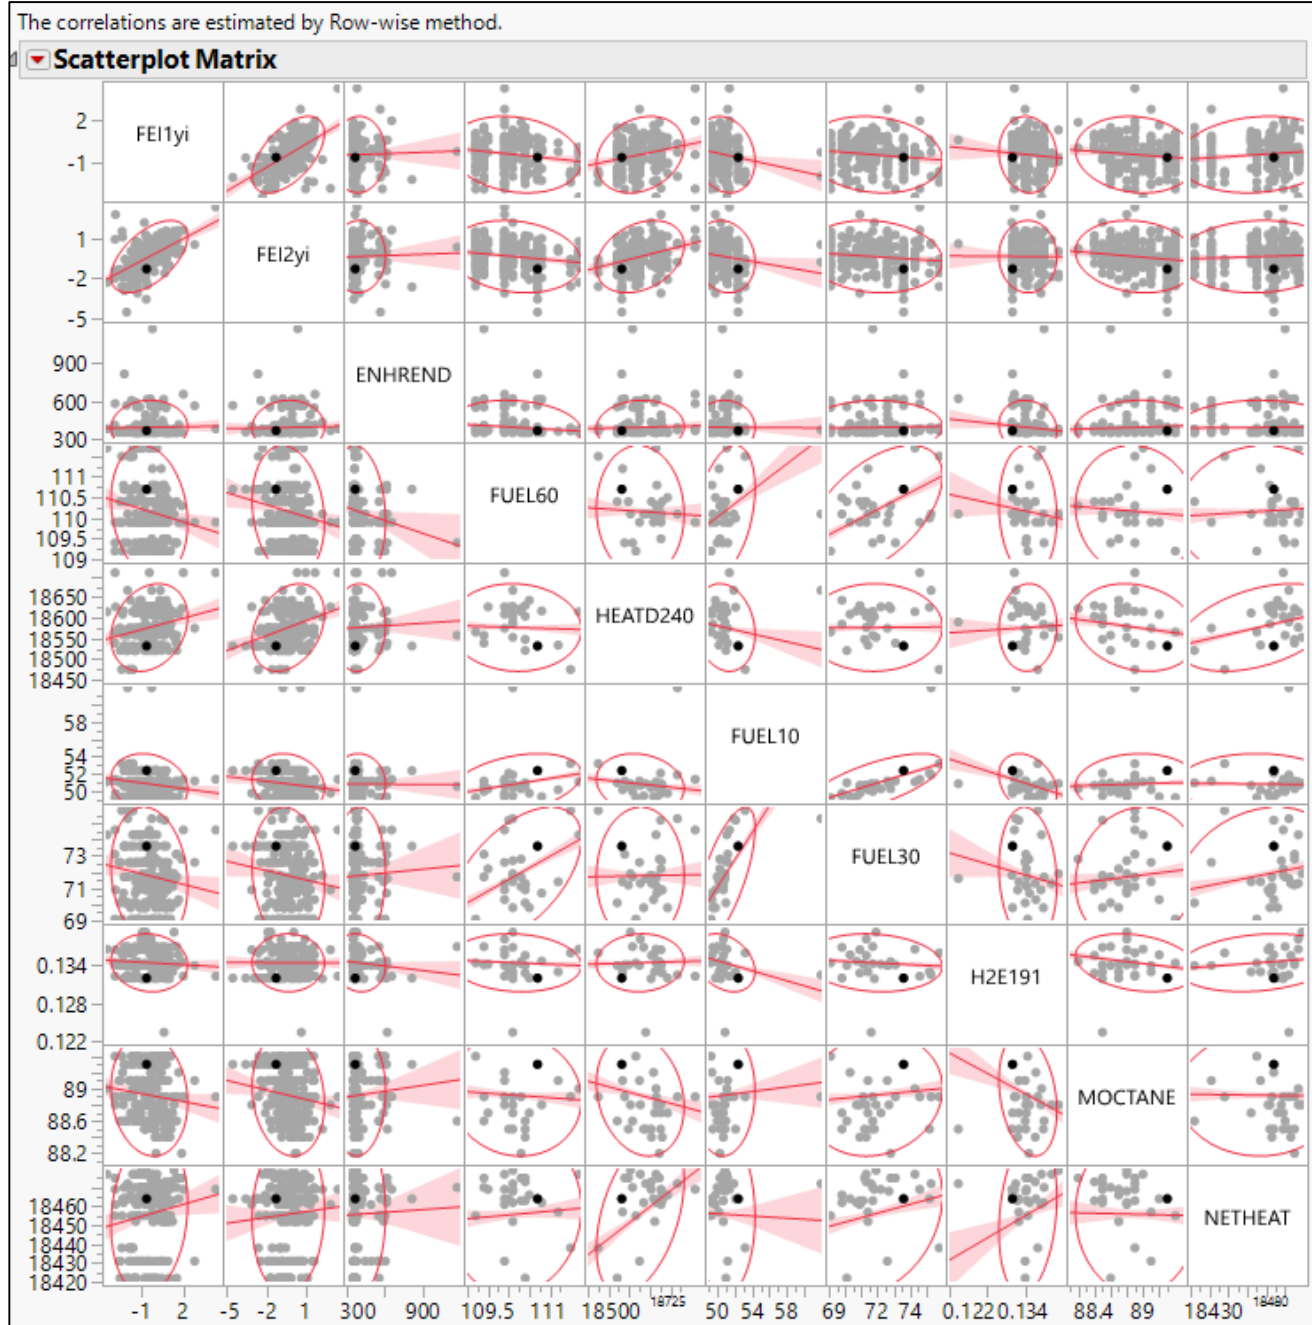 The correlations are estimated by Row-wise method.
Scatterplot Matrix
2
-1
FEI1yi
1
-2
-5
FEI2yi
900
600
300
ENHREND
111
110.5
110
109.5
109
FUEL60
18650
18600
18550
18500
18450
HEATD240
58
54
52
50
FUEL10
73
71
69
FUEL30
0.134
0.128
0.122
H2E191
89
88.6
88.2
MOCTANE
18460
18450
18440
18430
18420
NETHEAT
-1 2 -5 -2 1 300 900 109.5 111 18500 18725 50 54 58 69 72 74 0.122 0.134 88.4 89 18430 18480